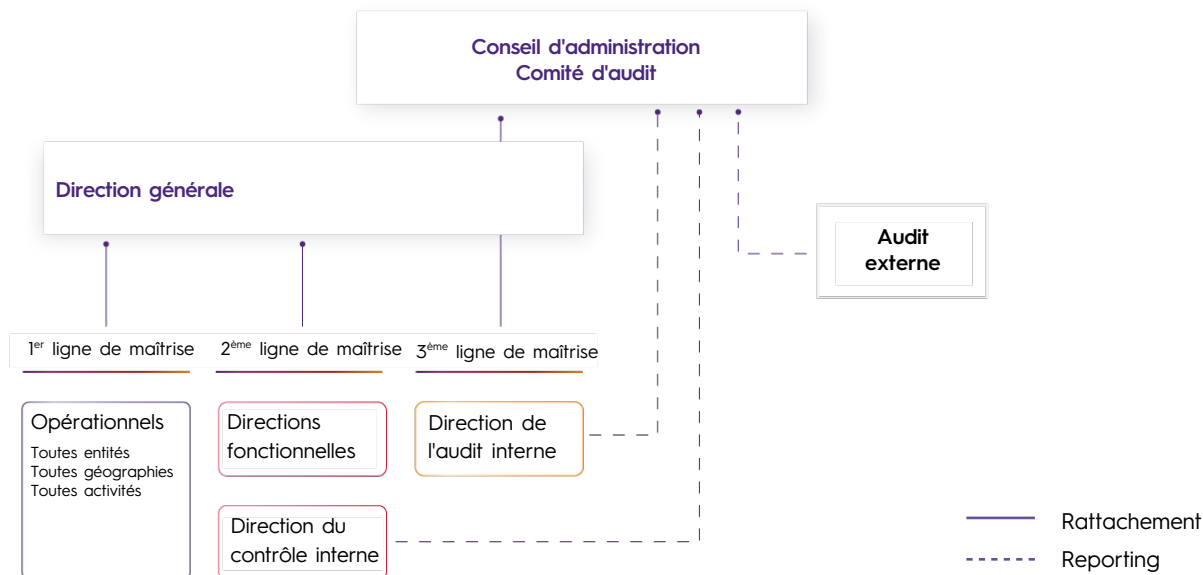 Conseil d'administration
Comité d'audit
Direction générale
Audit
externe
1er ligne de maîtrise
2ème ligne de maîtrise
3ème ligne de maîtrise
Opérationnels
Toutes entités
Toutes géographies
Toutes activités
Directions
fonctionnelles
Direction de
l'audit interne
Direction du
contrôle interne
Rattachement
Reporting